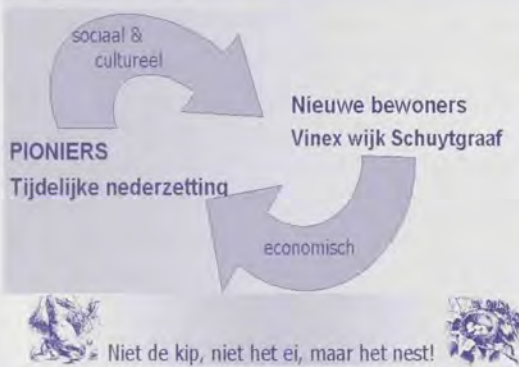 sociaal &
cultureel
Nieuwe bewoners
Vinex wijk Schuytgraaf
PIONIERS
Tijdelijke nederzetting
economisch
Niet de kip, niet het ei, maar het nest!